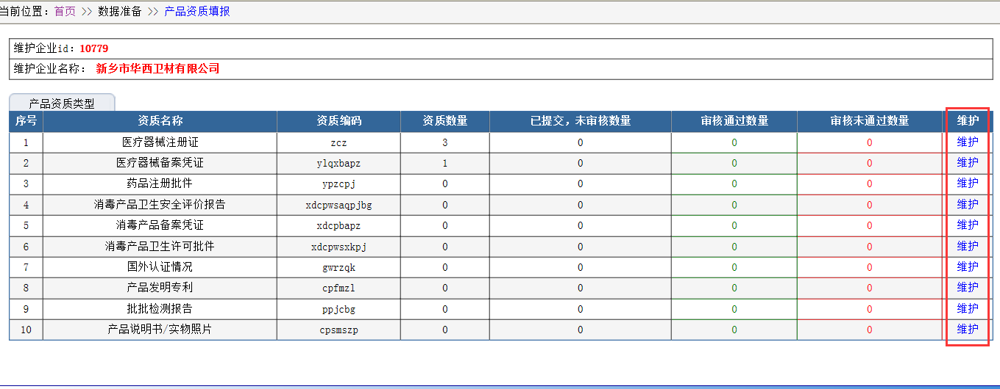 当前位置：首页 >> 数据准备 >> 产品资质填报
维护企业id：10779
维护企业名称： 新乡市华西卫材有限公司
产品资质类型
序号 资质名称 资质编码 资质数量 已提交，未审核数量 审核通过数量 审核未通过数量 维护
1 医疗器械注册证 zcz 3 0 0 0 维护
2 医疗器械备案凭证 ylqxbapz 1 0 0 0 维护
3 药品注册批件 ypzcpj 0 0 0 0 维护
4 消毒产品卫生安全评价报告 xdcpwsaqpjbg 0 0 0 0 维护
5 消毒产品备案凭证 xdcpbapz 0 0 0 0 维护
6 消毒产品卫生许可批件 xdcpwsxkpj 0 0 0 0 维护
7 国外认证情况 gwrzqk 0 0 0 0 维护
8 产品发明专利 cpfmzl 0 0 0 0 维护
9 批批检测报告 ppjcbg 0 0 0 0 维护
10 产品说明书/实物照片 cpsmszp 0 0 0 0 维护